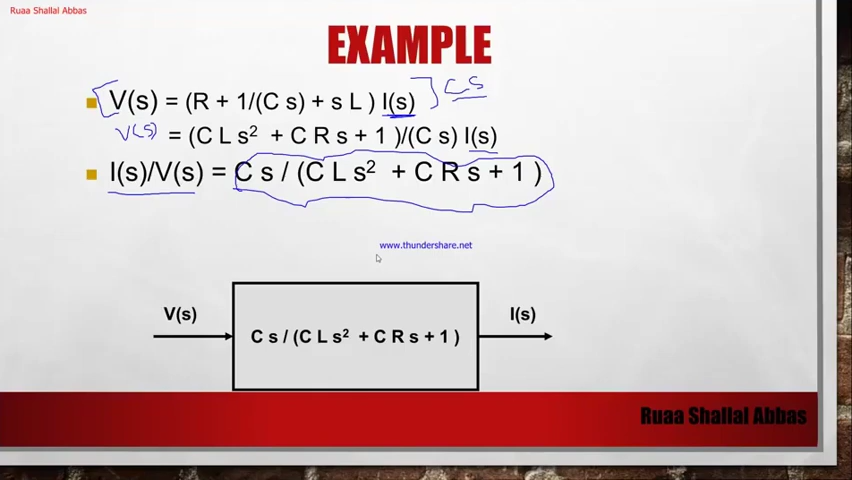 Ruaa Shallal Abbas
EXAMPLE
V(s) = (R + 1/(C s) + s L ) I(s) CS
V(s) = (C L s² + C R s + 1 )/(C s) I(s)
I(s)/V(s) = C s / (C L s² + C R s + 1 )
www.thundershare.net
V(s)
C s / (C L s² + C R s + 1 )
I(s)
Ruaa Shallal Abbas